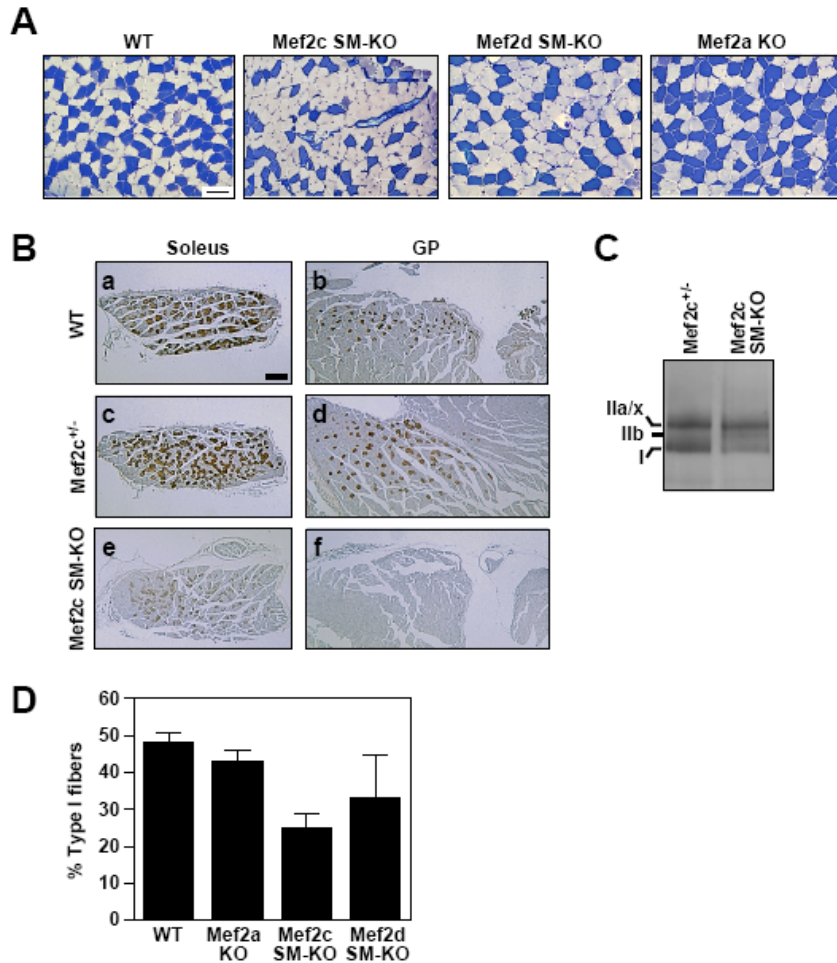 A
WT
Mef2c SM-KO
Mef2d SM-KO
Mef2a KO
B
Soleus
GP
C
WT
a
b
Mef2c+/-
c
d
Mef2c SM-KO
e
f
Mef2c+/-
Mef2c
SM-KO
IIa/x
IIb
I
D
% Type I fibers
60
50
40
30
20
10
0
WT
Mef2a
KO
Mef2c
SM-KO
Mef2d
SM-KO